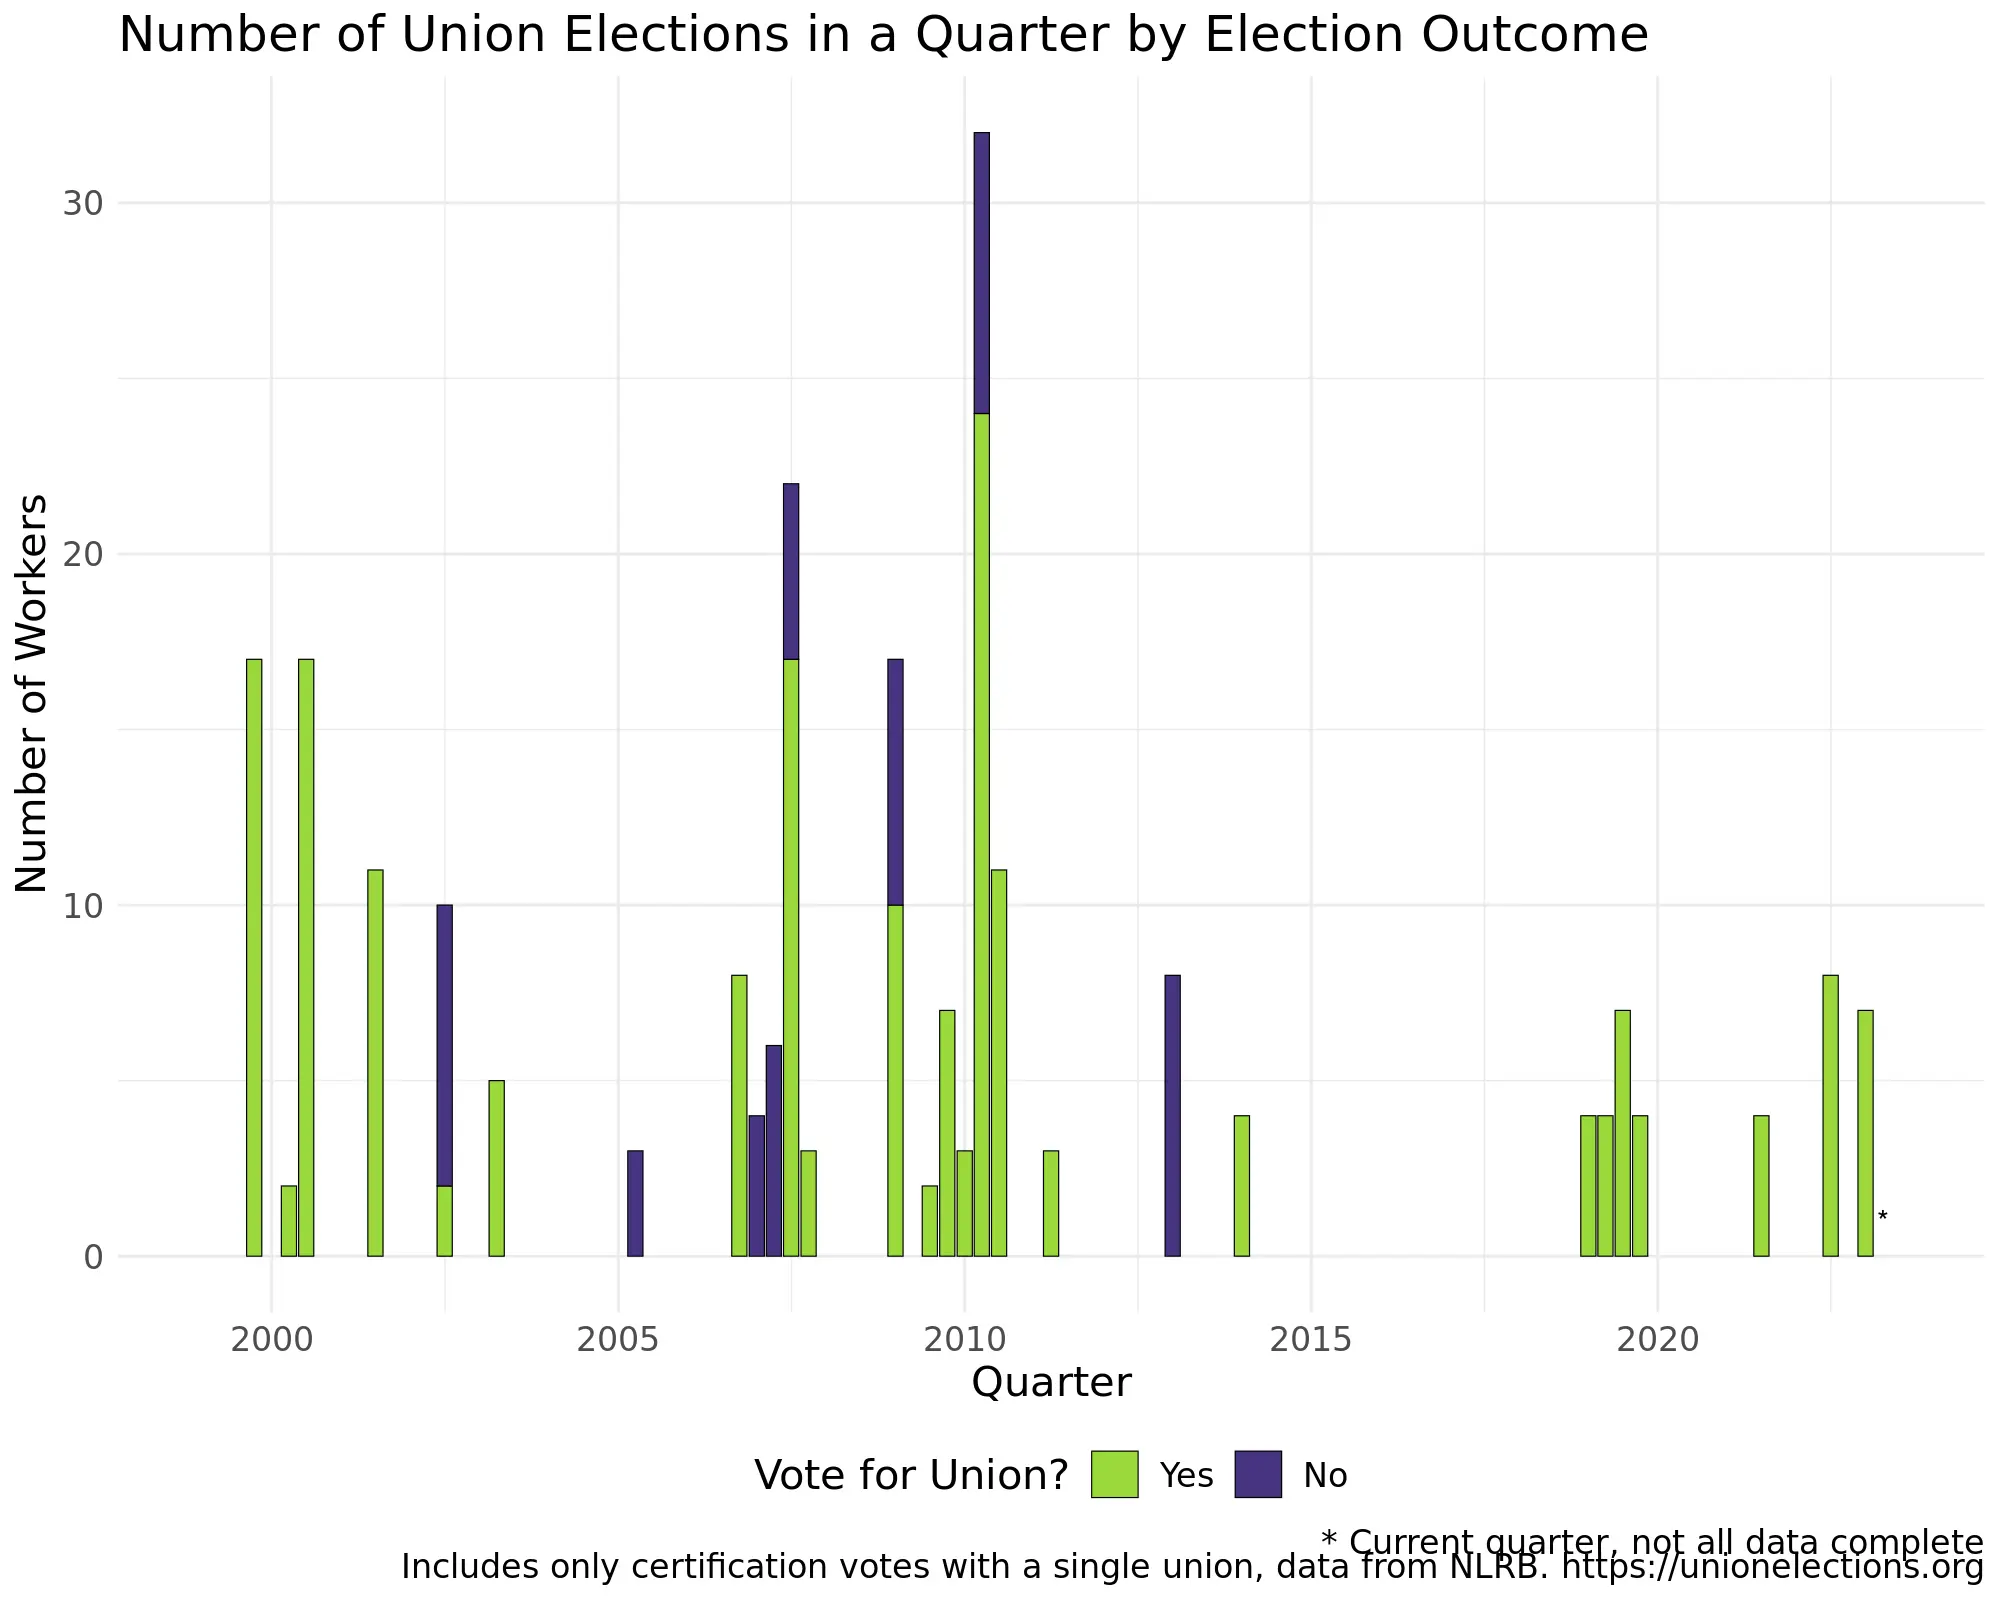 Number of Union Elections in a Quarter by Election Outcome
Number of Workers
30
20
10
0
*
2000 2005 2010 2015 2020
Quarter
Vote for Union? Yes No
* Current quarter, not all data complete
Includes only certification votes with a single union, data from NLRB. https://unionelections.org